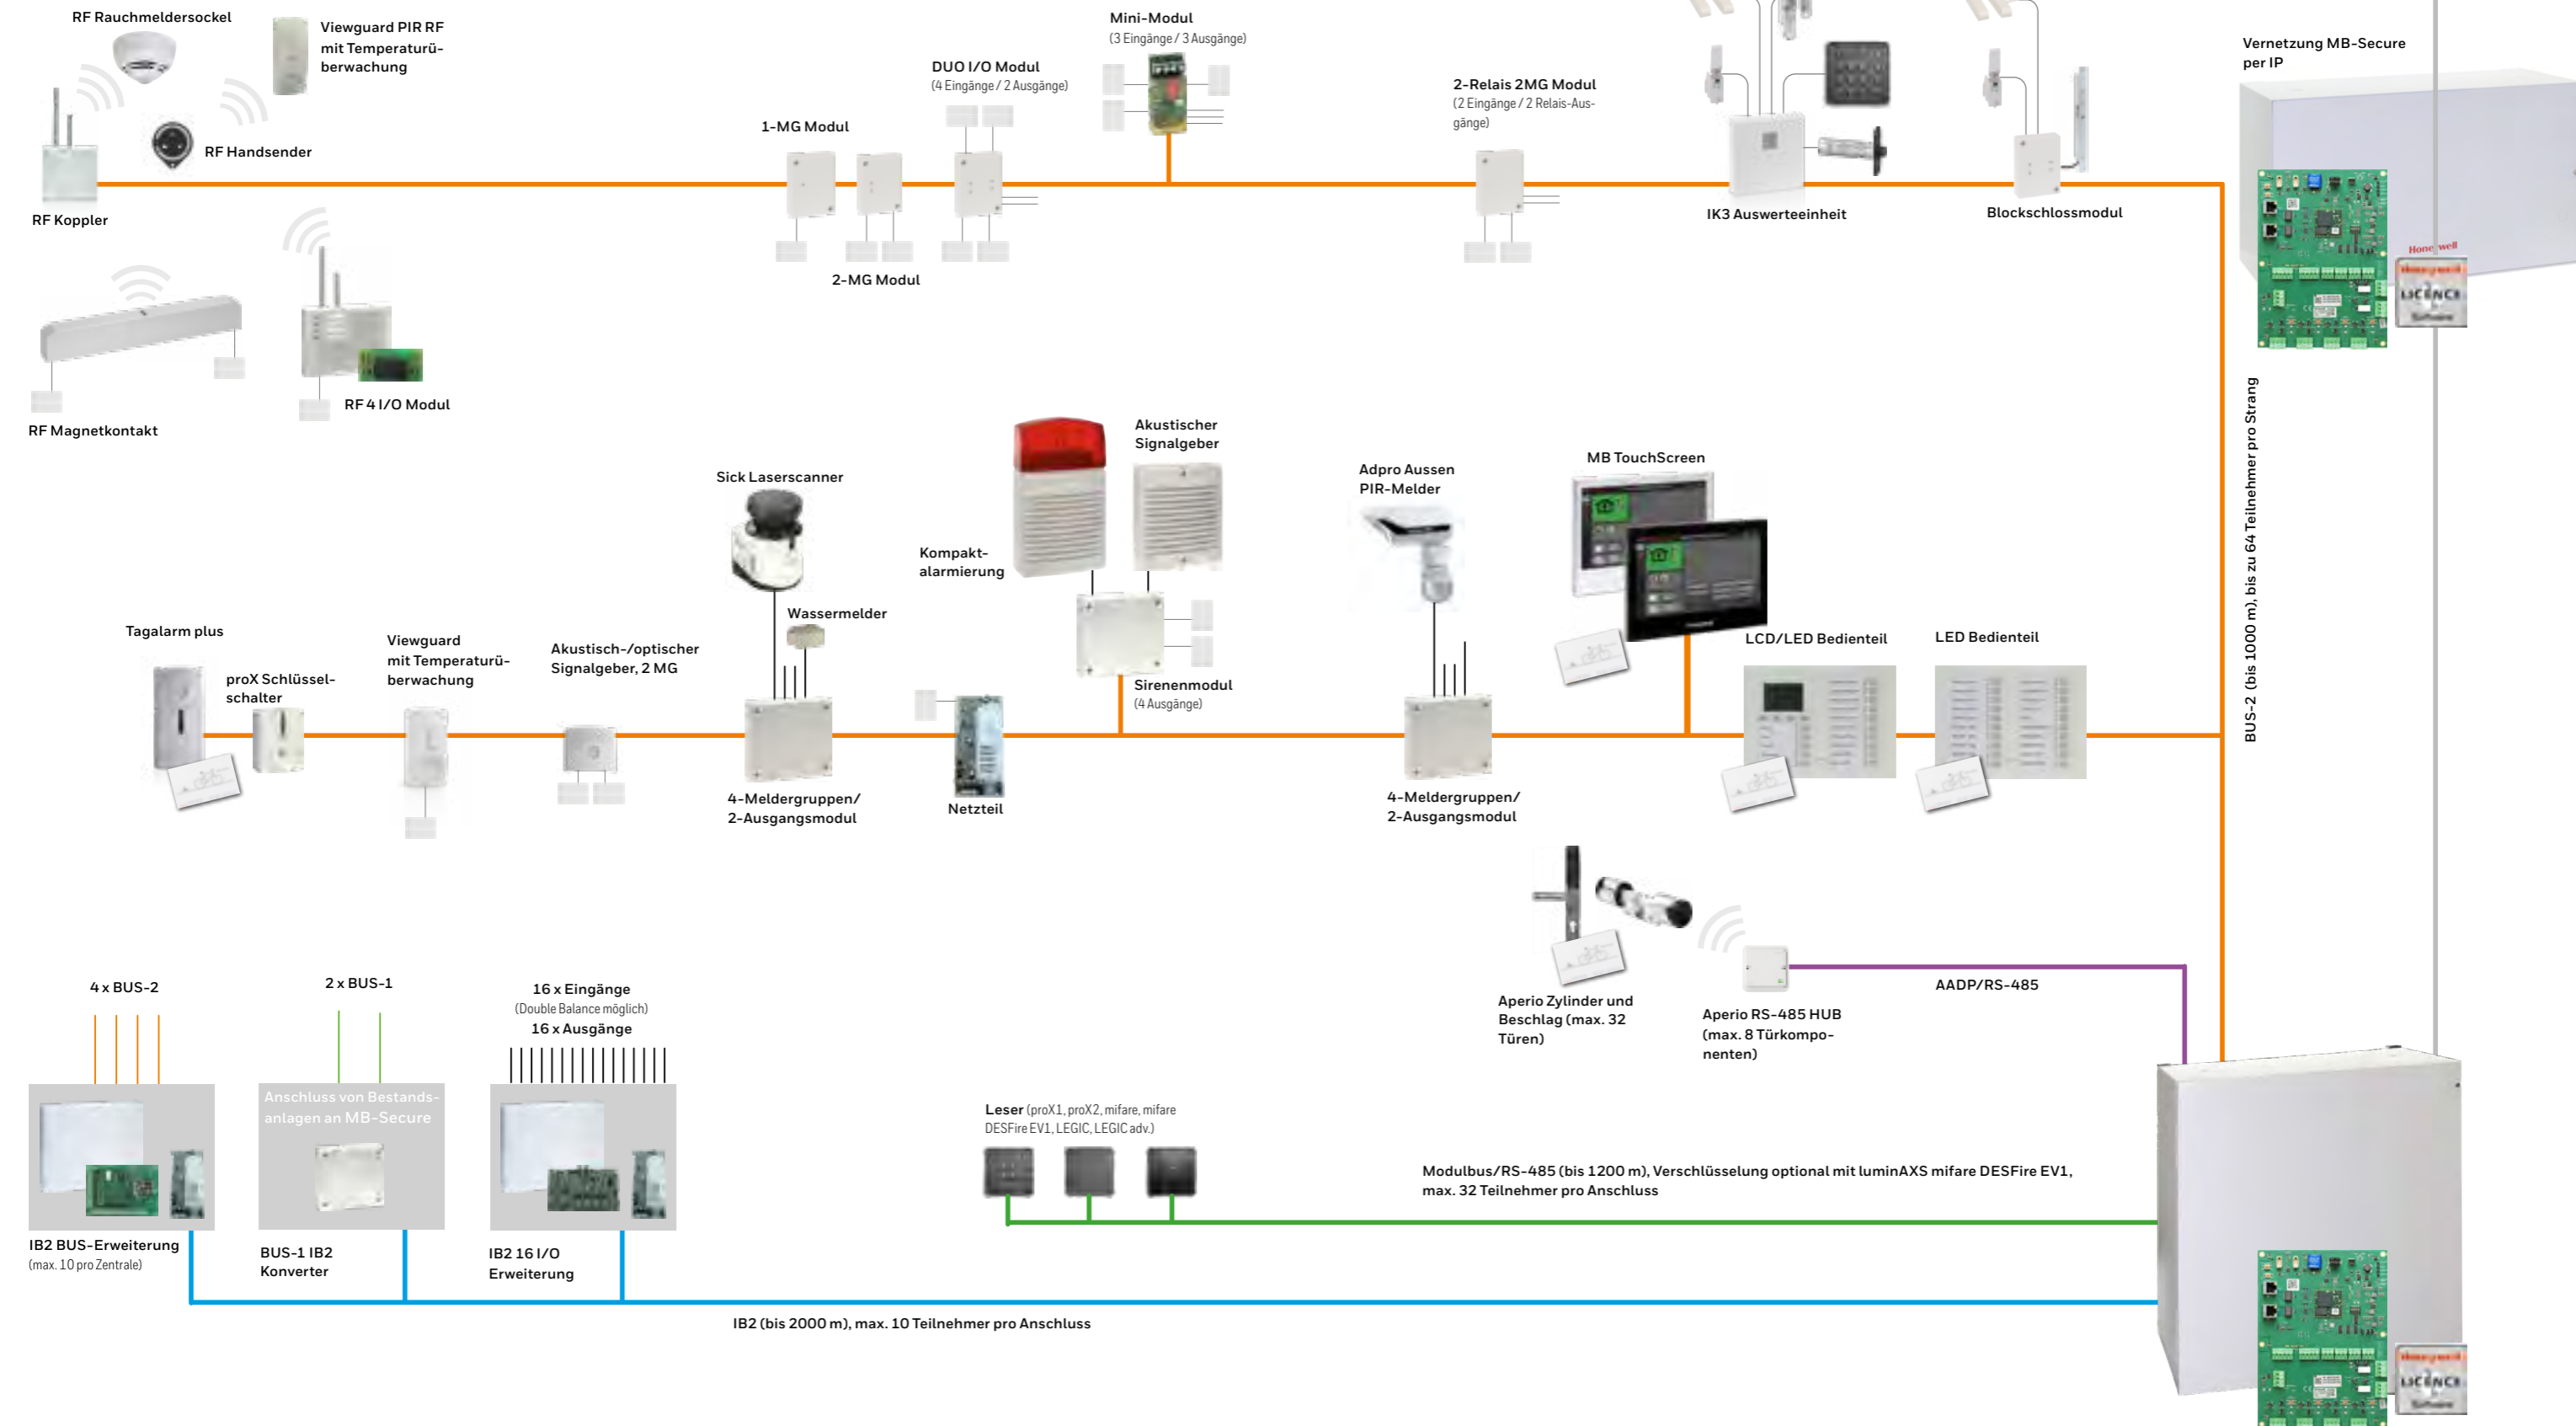 RF Rauchmeldersockel
Viewguard PIR RF
mit Temperaturü-
berwachung
RF Handsender
RF Koppler
1-MG Modul
2-MG Modul
DUO I/O Modul
(4 Eingänge / 2 Ausgänge)
Mini-Modul
(3 Eingänge / 3 Ausgänge)
2-Relais 2MG Modul
(2 Eingänge / 2 Relais-Aus-
gänge)
IK3 Auswerteeinheit
Blockschlossmodul
Vernetzung MB-Secure
per IP
Honeywell
Honeywell
LICENCE
Software
RF Magnetkontakt
RF 4 I/O Modul
BUS-2 (bis 1000 m), bis zu 64 Teilnehmer pro Strang
Tagalarm plus
proX Schlüssel-
schalter
Viewguard
mit Temperaturü-
berwachung
Akustisch-/optischer
Signalgeber, 2 MG
Sick Laserscanner
Wassermelder
4-Meldergruppen/
2-Ausgangsmodul
Netzteil
Kompakt-
alarmierung
Akustischer
Signalgeber
Sirenenmodul
(4 Ausgänge)
Adpro Aussen
PIR-Melder
4-Meldergruppen/
2-Ausgangsmodul
MB TouchScreen
LCD/LED Bedienteil
LED Bedienteil
Aperio Zylinder und
Beschlag (max. 32
Türen)
Aperio RS-485 HUB
(max. 8 Türkompo-
nenten)
AADP/RS-485
4 x BUS-2
IB2 BUS-Erweiterung
(max. 10 pro Zentrale)
2 x BUS-1
Anschluss von Bestands-
anlagen an MB-Secure
BUS-1 IB2
Konverter
16 x Eingänge
(Double Balance möglich)
16 x Ausgänge
IB2 16 I/O
Erweiterung
Leser (proX1, proX2, mifare, mifare
DESFire EV1, LEGIC, LEGIC adv.)
Modulbus/RS-485 (bis 1200 m), Verschlüsselung optional mit luminAXS mifare DESFire EV1,
max. 32 Teilnehmer pro Anschluss
IB2 (bis 2000 m), max. 10 Teilnehmer pro Anschluss
Honeywell
LICENCE
Software